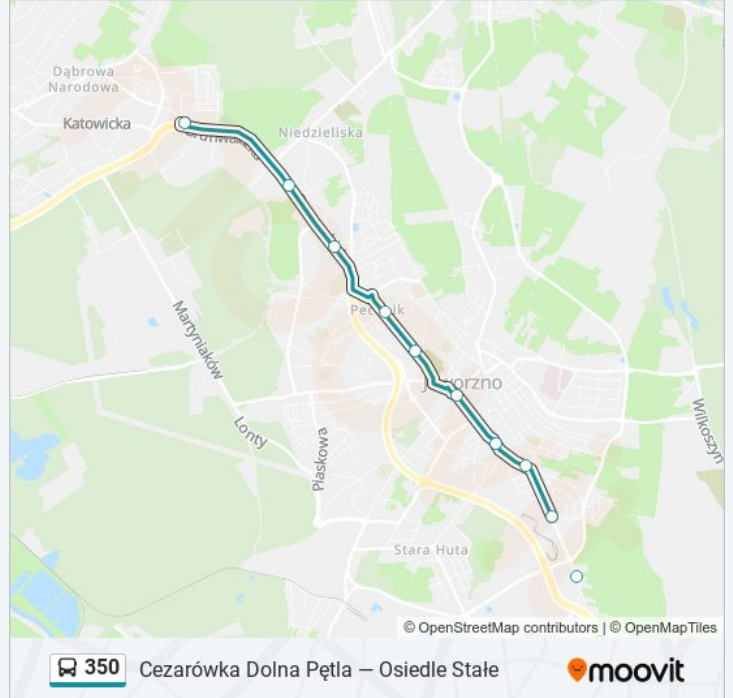 Dąbrowa
Narodowa
Katowicka
Niedzieliska
Martyniaków
Lonty
Piaskowa
Wilkoszyn
Stara Huta
© OpenStreetMap contributors | © OpenMapTiles
350 Cezarówka Dolna Pętla — Osiedle Stałe
moovit